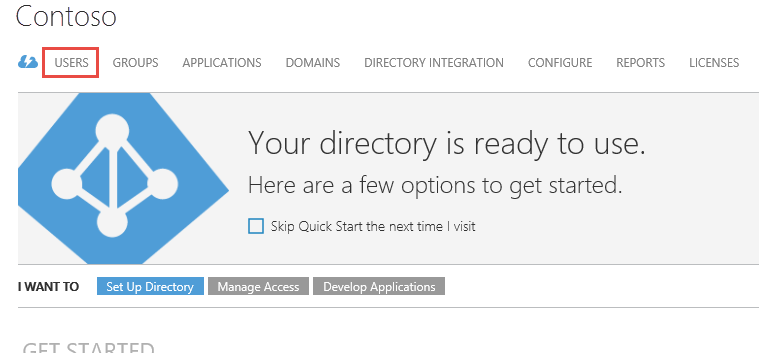 Contoso
USERS GROUPS APPLICATIONS DOMAINS DIRECTORY INTEGRATION CONFIGURE REPORTS LICENSES
Your directory is ready to use.
Here are a few options to get started.
Skip Quick Start the next time I visit
I WANT TO Set Up Directory Manage Access Develop Applications
GET STARTED